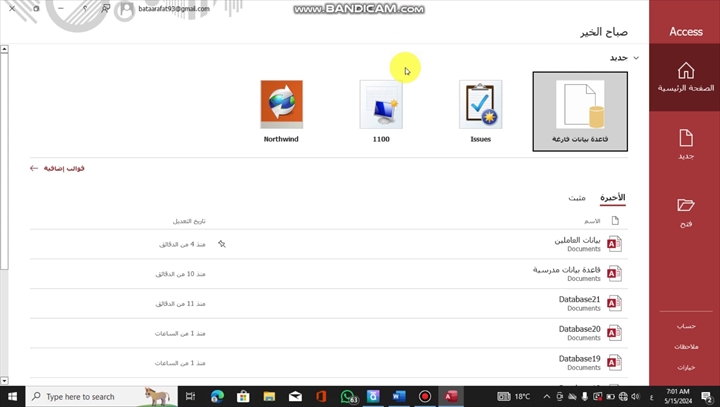 bataarafat93@gmail.com
www.BANDICAM.com
Access
صباح الخير
جديد
الصفحة الرئيسية
جديد
فتح
قاعدة بيانات فارغة
Issues
1100
Northwind
قوالب إضافية
الأخيرة
مثبت
الاسم
تاريخ التعديل
بيانات العاملين
Documents
منذ 4 من الدقائق
قاعدة بيانات مدرسية
Documents
منذ 10 من الدقائق
Database21
Documents
منذ 11 من الدقائق
Database20
Documents
منذ 1 من الساعات
Database19
Documents
منذ 1 من الساعات
حساب
ملاحظات
خيارات
Type here to search
63
18°C
ع
7:01 AM
5/15/2024
2